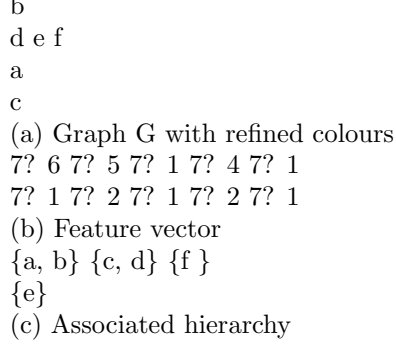 b
d e f
a
c
(a) Graph G with refined colours
7? 6 7? 5 7? 1 7? 4 7? 1
7? 1 7? 2 7? 1 7? 2 7? 1
(b) Feature vector
{a, b} {c, d} {f }
{e}
(c) Associated hierarchy